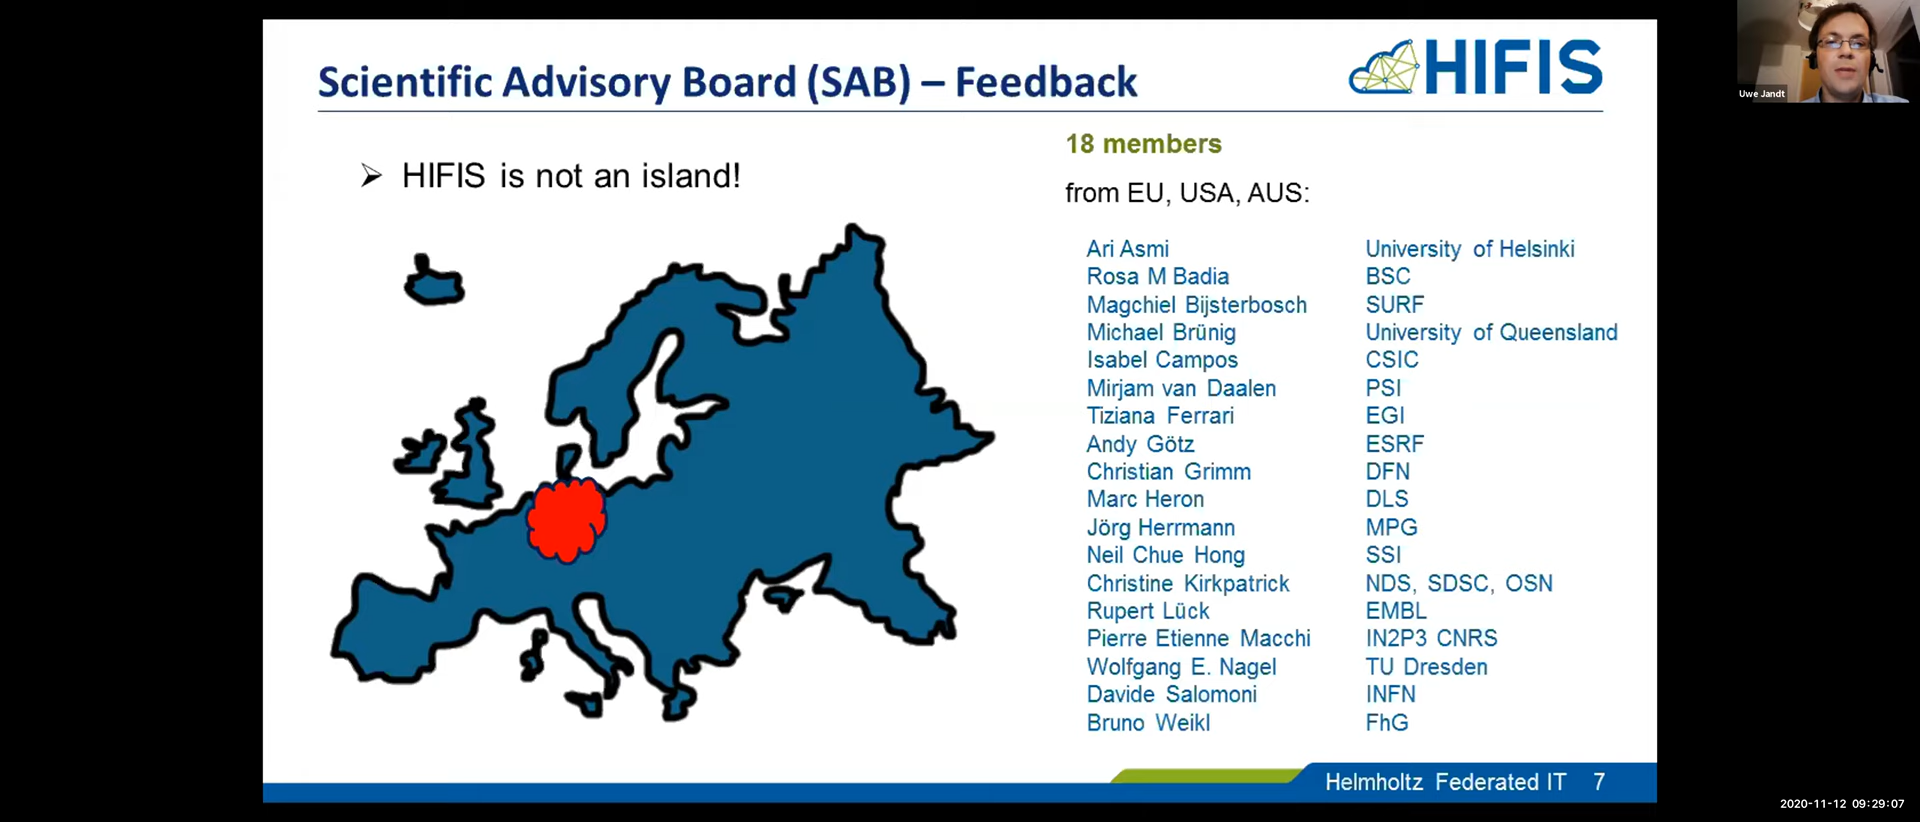 Scientific Advisory Board (SAB) – Feedback
HIFIS
Uwe Jandt
➢ HIFIS is not an island!
18 members
from EU, USA, AUS:
Ari Asmi University of Helsinki
Rosa M Badia BSC
Magchiel Bijsterbosch SURF
Michael Brünig University of Queensland
Isabel Campos CSIC
Mirjam van Daalen PSI
Tiziana Ferrari EGI
Andy Götz ESRF
Christian Grimm DFN
Marc Heron DLS
Jörg Herrmann MPG
Neil Chue Hong SSI
Christine Kirkpatrick NDS, SDSC, OSN
Rupert Lück EMBL
Pierre Etienne Macchi IN2P3 CNRS
Wolfgang E. Nagel TU Dresden
Davide Salomoni INFN
Bruno Weikl FhG
Helmholtz Federated IT 7
2020-11-12 09:29:07